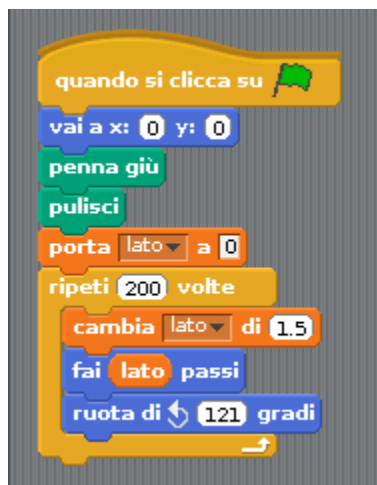 quando si clicca su
vai a x: 0 y: 0
penna giù
pulisci
porta lato a 0
ripeti 200 volte
cambia lato di 1.5
fai lato passi
ruota di 121 gradi